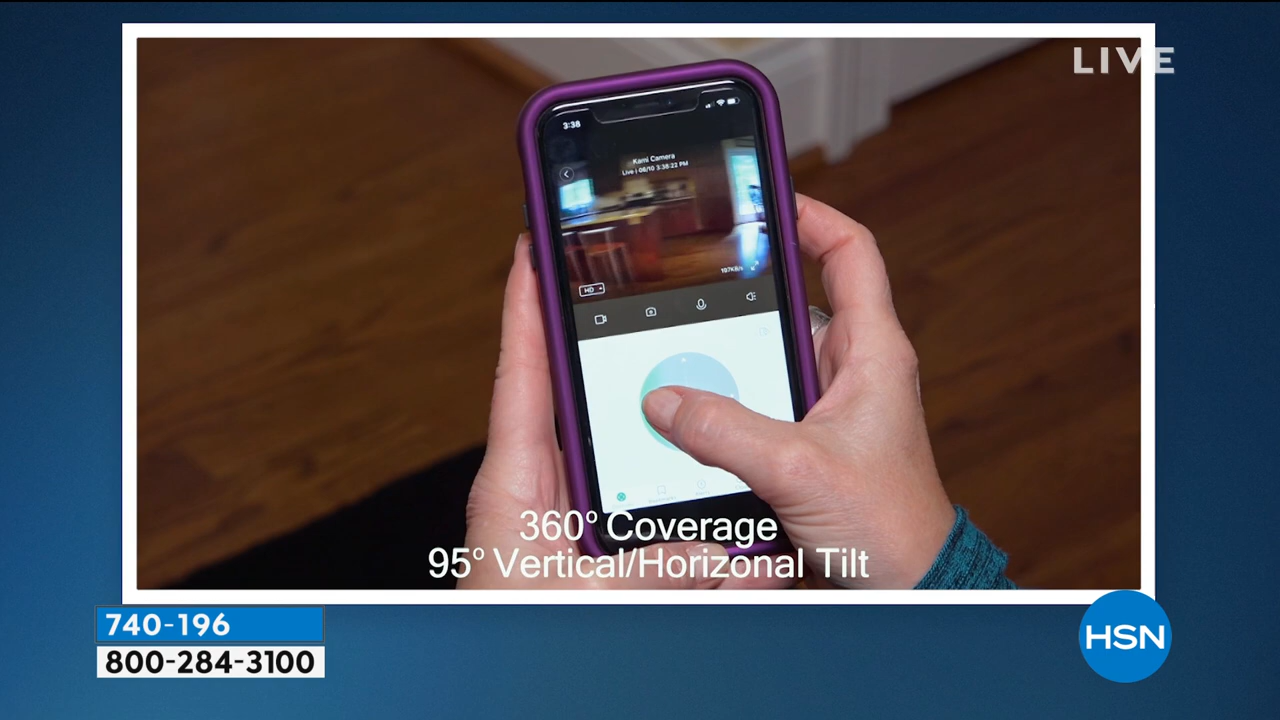 LIVE
3:38
Kami Camera
Live | 08/10 3:38:22 PM
HD
360° Coverage
95° Vertical/Horizonal Tilt
740-196
800-284-3100
HSN